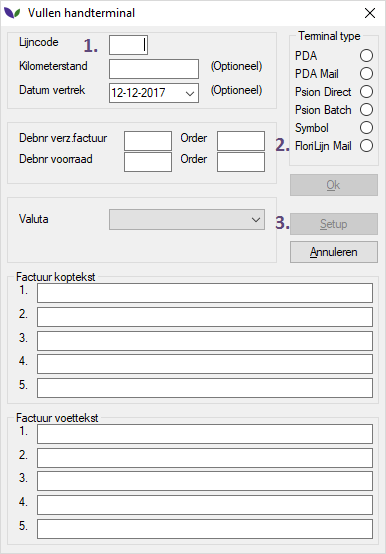 Vullen handterminal
Lijncode 1.
Kilometerstand (Optioneel)
Datum vertrek 12-12-2017 (Optioneel)
Terminal type
PDA
PDA Mail
Psion Direct
Psion Batch
Symbol
FloriLijn Mail
Debnr verz.factuur Order
Debnr voorraad Order
2.
Ok
Valuta
3. Setup
Annuleren
Factuur koptekst
1.
2.
3.
4.
5.
Factuur voettekst
1.
2.
3.
4.
5.